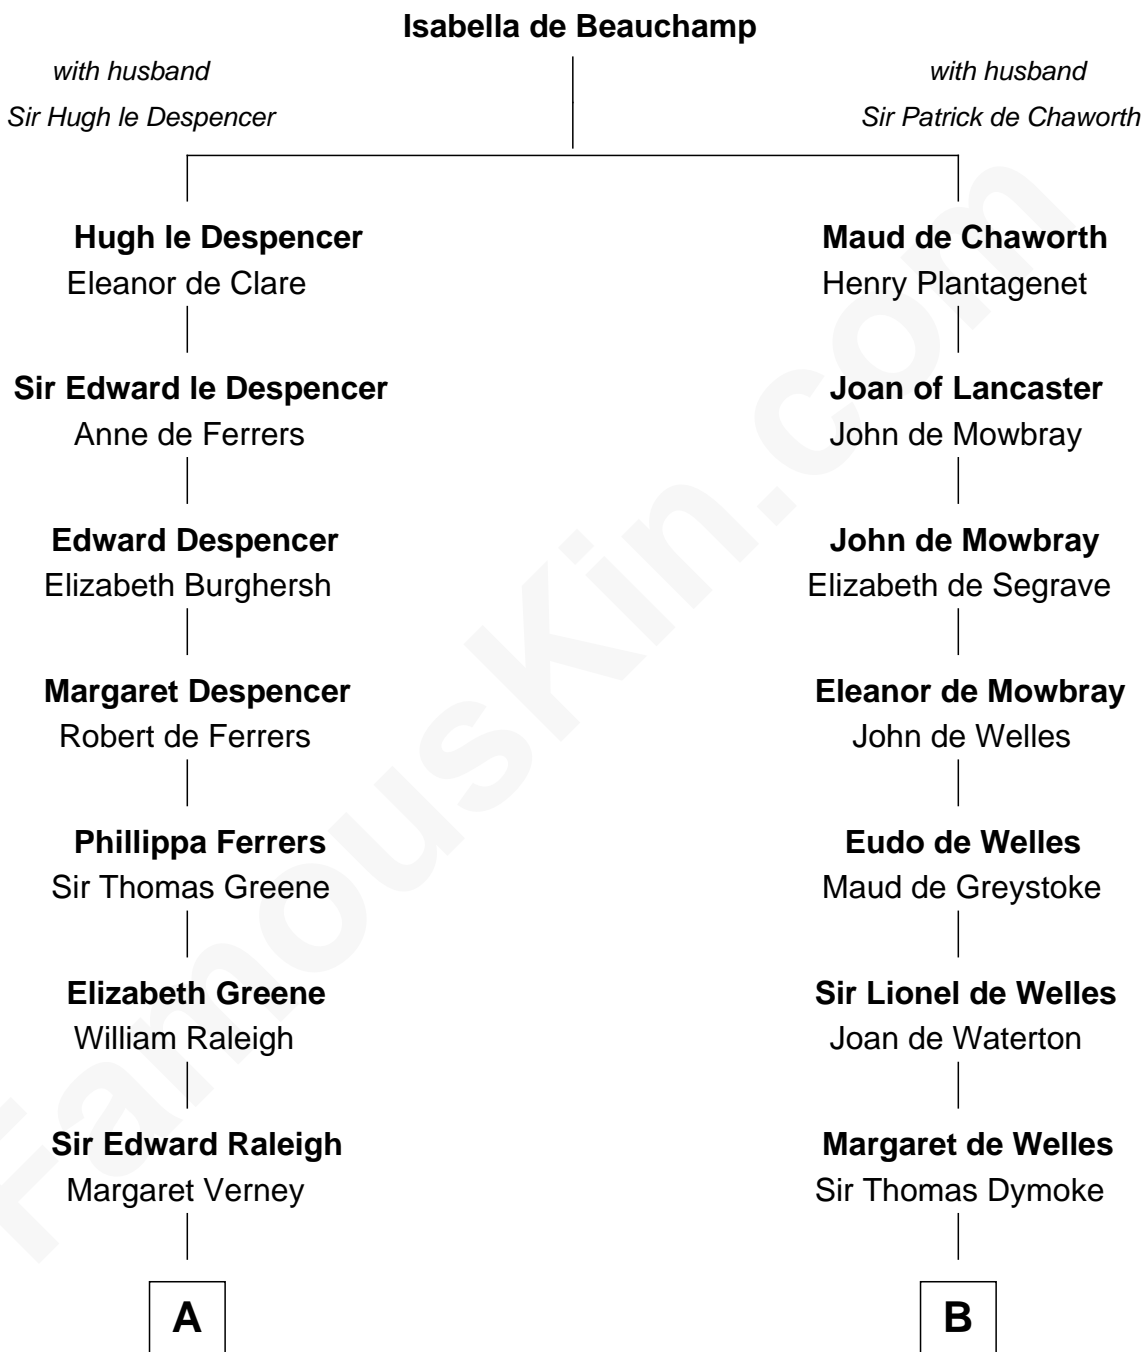 Isabella de Beauchamp
with husband
Sir Hugh le Despencer
with husband
Sir Patrick de Chaworth
Hugh le Despencer
Eleanor de Clare
Maud de Chaworth
Henry Plantagenet
Sir Edward le Despencer
Anne de Ferrers
Joan of Lancaster
John de Mowbray
Edward Despencer
Elizabeth Burghersh
John de Mowbray
Elizabeth de Segrave
Margaret Despencer
Robert de Ferrers
Eleanor de Mowbray
John de Welles
Phillippa Ferrers
Sir Thomas Greene
Eudo de Welles
Maud de Greystoke
Elizabeth Greene
William Raleigh
Sir Lionel de Welles
Joan de Waterton
Sir Edward Raleigh
Margaret Verney
Margaret de Welles
Sir Thomas Dymoke
A
B
FamousKin.com